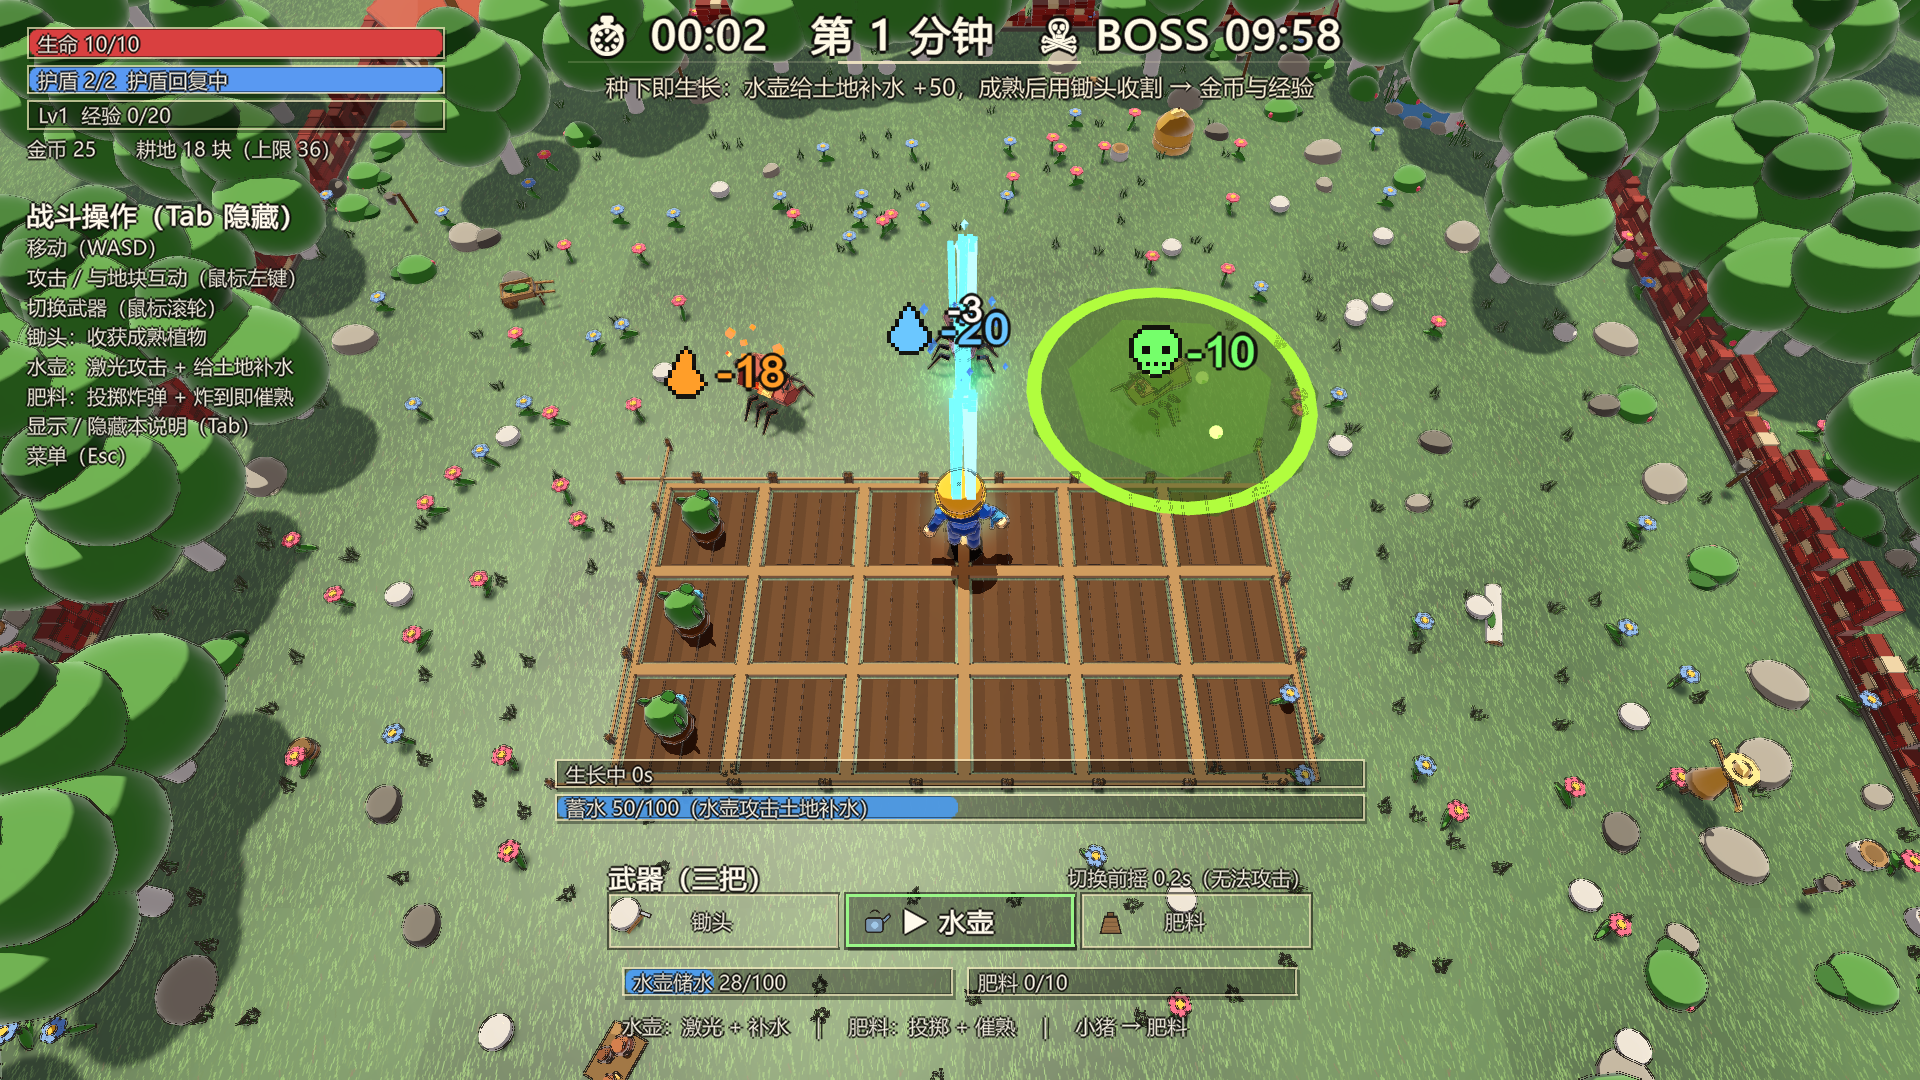 生命 10/10
护盾 2/2 护盾回复中
Lv1 经验 0/20
金币 25 耕地 18 块（上限 36）
00:02 第 1 分钟 BOSS 09:58
种下即生长：水壶给土地补水 +50，成熟后用锄头收割 → 金币与经验
战斗操作（Tab 隐藏）
移动（WASD）
攻击 / 与地块互动（鼠标左键）
切换武器（鼠标滚轮）
锄头：收获成熟植物
水壶：激光攻击 + 给土地补水
肥料：投掷炸弹 + 炸到即催熟
显示 / 隐藏本说明（Tab）
菜单（Esc）
-3
-20
-18
-10
生长中 0s
蓄水 50/100（水壶攻击土地补水）
武器（三把）
切换前摇 0.2s（无法攻击）
锄头
▶ 水壶
肥料
水壶储水 28/100
肥料 0/10
水壶：激光 + 补水 | 肥料：投掷 + 催熟 | 小猪 → 肥料